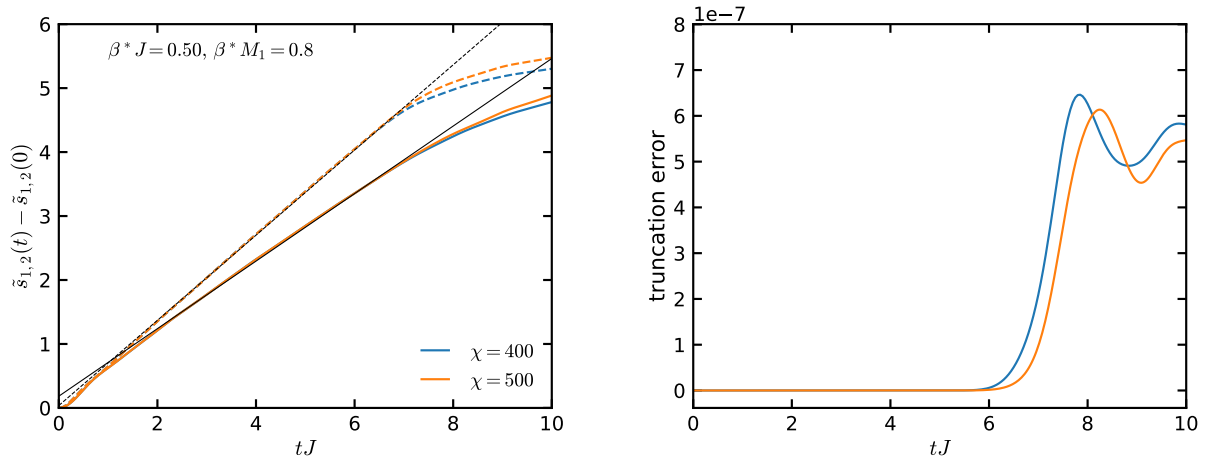 6
5
4
3
2
1
0
s̃₁,₂(t) − s̃₁,₂(0)
β*J = 0.50, β*M₁ = 0.8
χ = 400
χ = 500
0 2 4 6 8 10
tJ
1e-7
8
7
6
5
4
3
2
1
0
truncation error
0 2 4 6 8 10
tJ